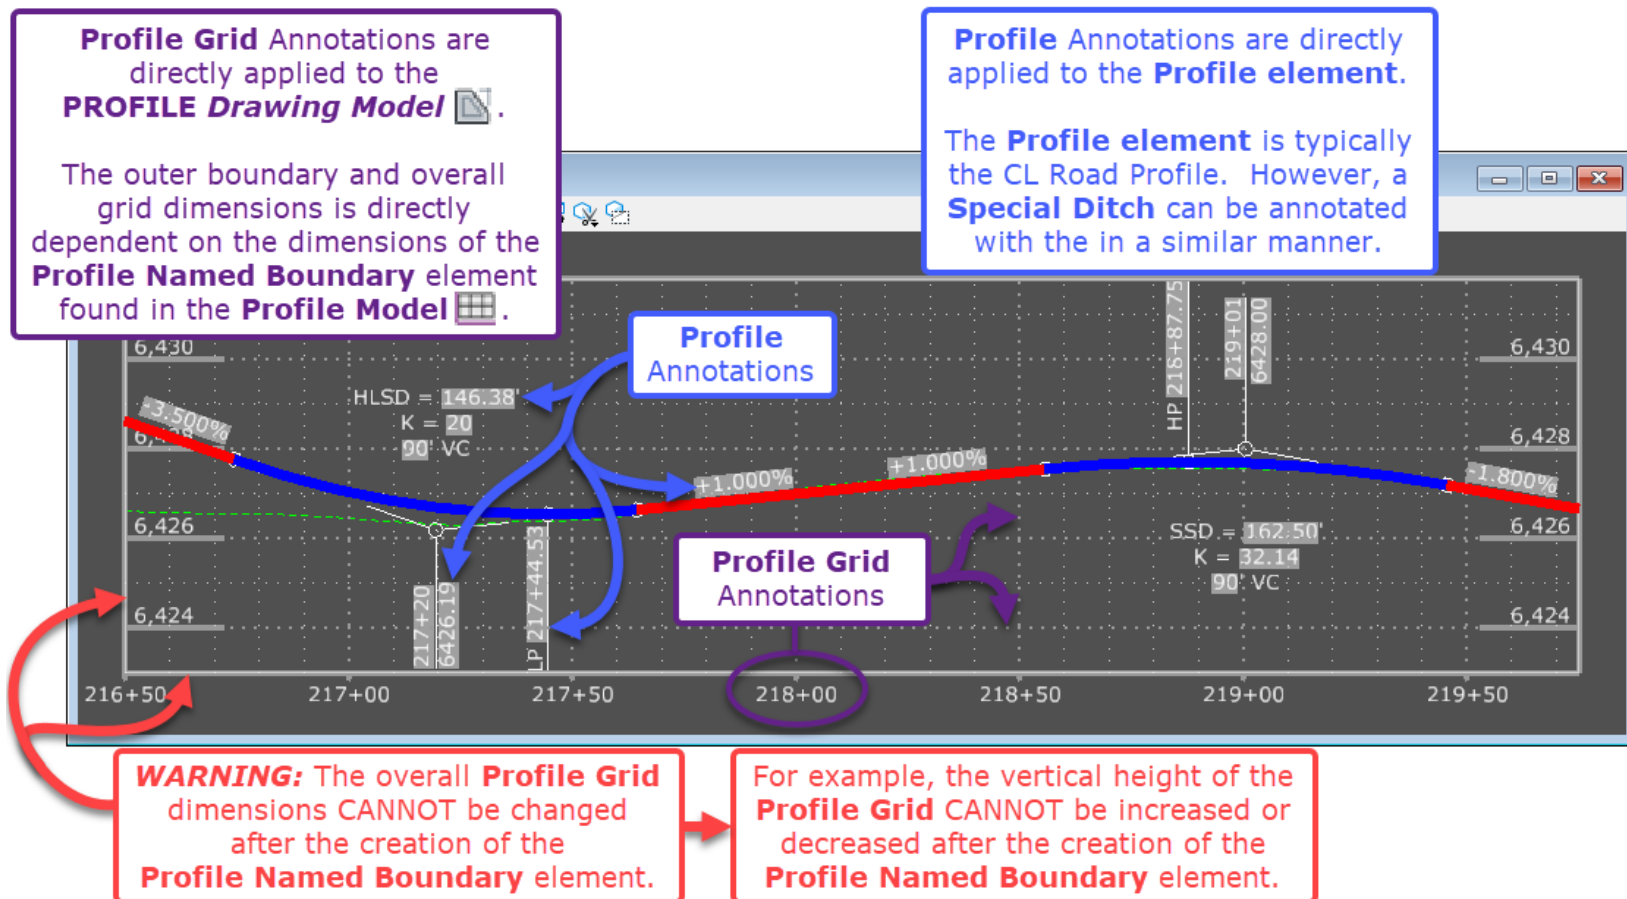 Profile Grid Annotations are
directly applied to the
PROFILE Drawing Model .
The outer boundary and overall
grid dimensions is directly
dependent on the dimensions of the
Profile Named Boundary element
found in the Profile Model .
Profile Annotations are directly
applied to the Profile element.
The Profile element is typically
the CL Road Profile. However, a
Special Ditch can be annotated
with the in a similar manner.
Profile
Annotations
6,430
6,428
6,426
6,424
-3.500%
HLSD = 146.38'
K = 20
90' VC
217+20
6426.19
LP 217+44.53
+1.000%
+1.000%
HP 218+87.75
219+01
6428.00
-1.800%
SSD = 162.50'
K = 32.14
90' VC
6,430
6,428
6,426
6,424
Profile Grid
Annotations
216+50
217+00
217+50
218+00
218+50
219+00
219+50
WARNING: The overall Profile Grid
dimensions CANNOT be changed
after the creation of the
Profile Named Boundary element.
For example, the vertical height of the
Profile Grid CANNOT be increased or
decreased after the creation of the
Profile Named Boundary element.